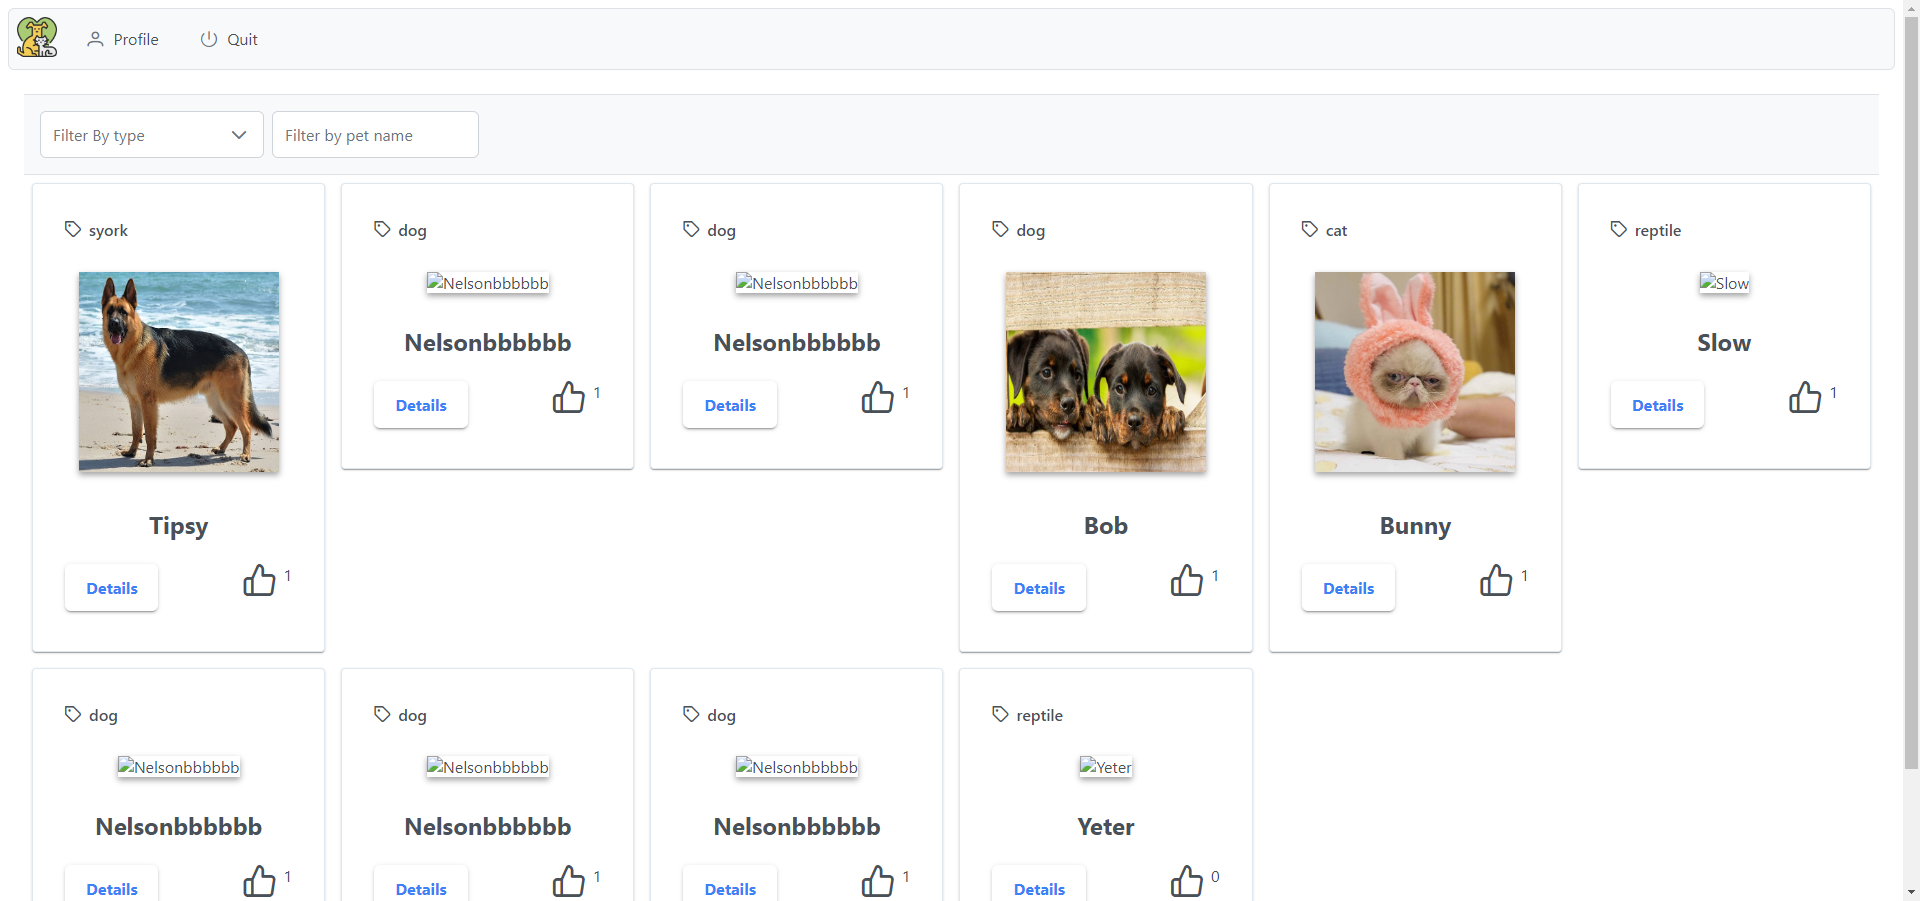 Profile
Quit
Filter By type
Filter by pet name
syork
Tipsy
Details
1
dog
Nelsonbbbbbb
Nelsonbbbbbb
Details
1
dog
Nelsonbbbbbb
Nelsonbbbbbb
Details
1
dog
Bob
Details
1
cat
Bunny
Details
1
reptile
Slow
Slow
Details
1
dog
Nelsonbbbbbb
Nelsonbbbbbb
Details
1
dog
Nelsonbbbbbb
Nelsonbbbbbb
Details
1
dog
Nelsonbbbbbb
Nelsonbbbbbb
Details
1
reptile
Yeter
Yeter
Details
0